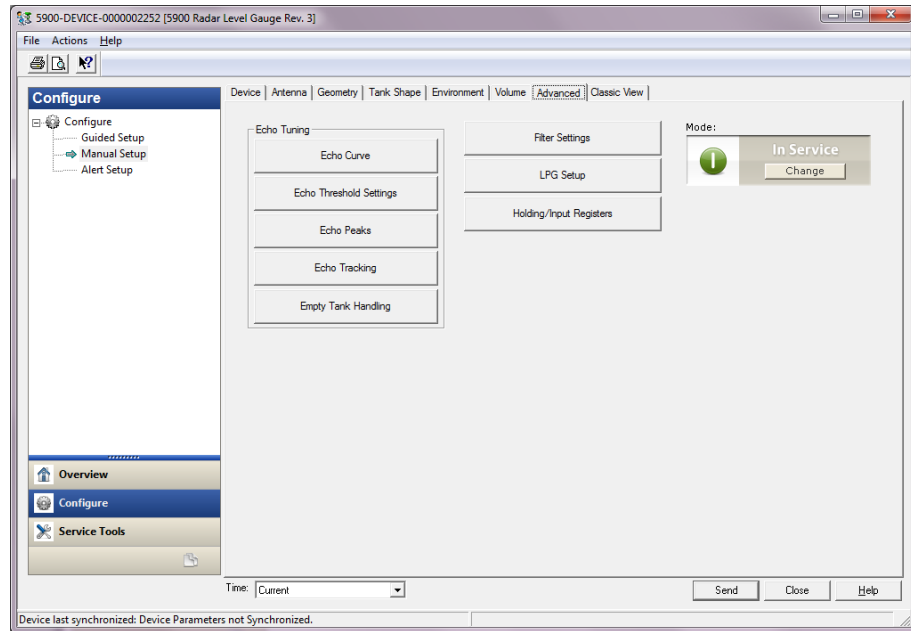 5900-DEVICE-0000002252 [5900 Radar Level Gauge Rev. 3]
File Actions Help
Configure
Configure
Guided Setup
Manual Setup
Alert Setup
Overview
Configure
Service Tools
Device Antenna Geometry Tank Shape Environment Volume Advanced Classic View
Echo Tuning
Echo Curve
Echo Threshold Settings
Echo Peaks
Echo Tracking
Empty Tank Handling
Filter Settings
LPG Setup
Holding/Input Registers
Mode:
In Service
Change
Time: Current
Send Close Help
Device last synchronized: Device Parameters not Synchronized.